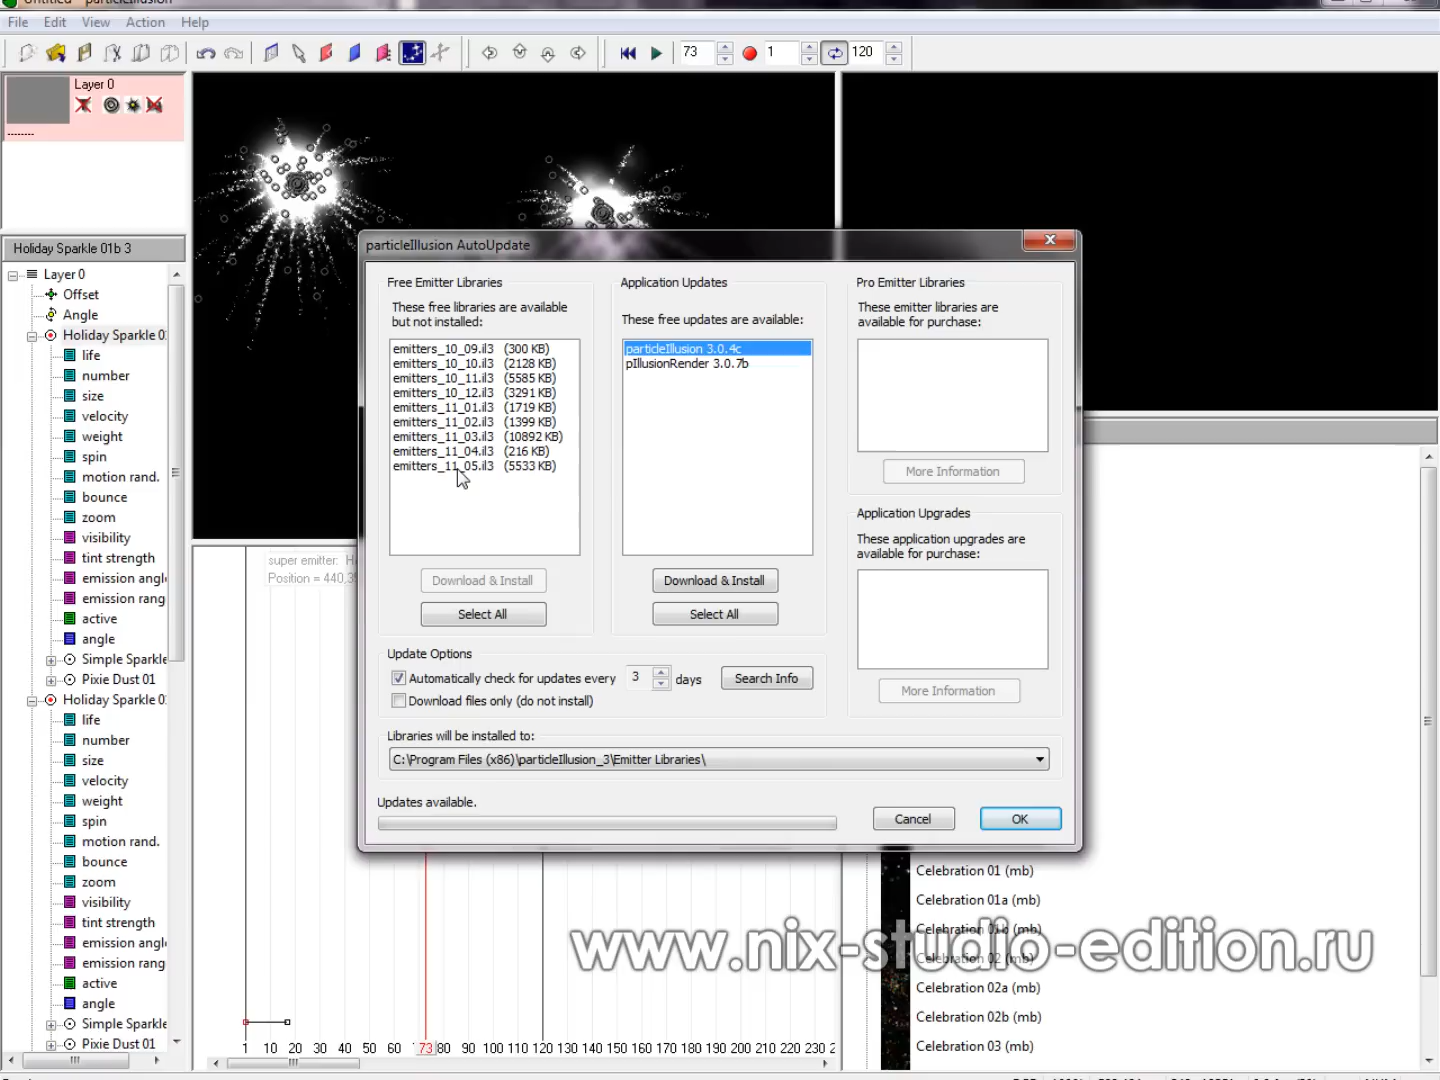 Untitled - particleIllusion
File Edit View Action Help
73 1 120
Layer 0
--------
Holiday Sparkle 01b 3
Layer 0
Offset
Angle
Holiday Sparkle 0
life
number
size
velocity
weight
spin
motion rand.
bounce
zoom
visibility
tint strength
emission angl
emission rang
active
angle
Simple Sparkle
Pixie Dust 01
Holiday Sparkle 0
life
number
size
velocity
weight
spin
motion rand.
bounce
zoom
visibility
tint strength
emission angl
emission rang
active
angle
Simple Sparkle
Pixie Dust 01
super emitter: H
Position = 440,3
particleIllusion AutoUpdate
Free Emitter Libraries
These free libraries are available
but not installed:
emitters_10_09.il3 (300 KB)
emitters_10_10.il3 (2128 KB)
emitters_10_11.il3 (5585 KB)
emitters_10_12.il3 (3291 KB)
emitters_11_01.il3 (1719 KB)
emitters_11_02.il3 (1399 KB)
emitters_11_03.il3 (10892 KB)
emitters_11_04.il3 (216 KB)
emitters_11_05.il3 (5533 KB)
Download & Install
Select All
Application Updates
These free updates are available:
particleIllusion 3.0.4c
pIllusionRender 3.0.7b
Download & Install
Select All
Pro Emitter Libraries
These emitter libraries are
available for purchase:
More Information
Application Upgrades
These application upgrades are
available for purchase:
More Information
Update Options
Automatically check for updates every 3 days
Search Info
Download files only (do not install)
Libraries will be installed to:
C:\Program Files (x86)\particleIllusion_3\Emitter Libraries\
Updates available.
Cancel
OK
Celebration 01 (mb)
Celebration 01a (mb)
Celebration 01b (mb)
Celebration 02 (mb)
Celebration 02a (mb)
Celebration 02b (mb)
Celebration 03 (mb)
www.nix-studio-edition.ru
1 10 20 30 40 50 60 73 80 90 100 110 120 130 140 150 160 170 180 190 200 210 220 230 2